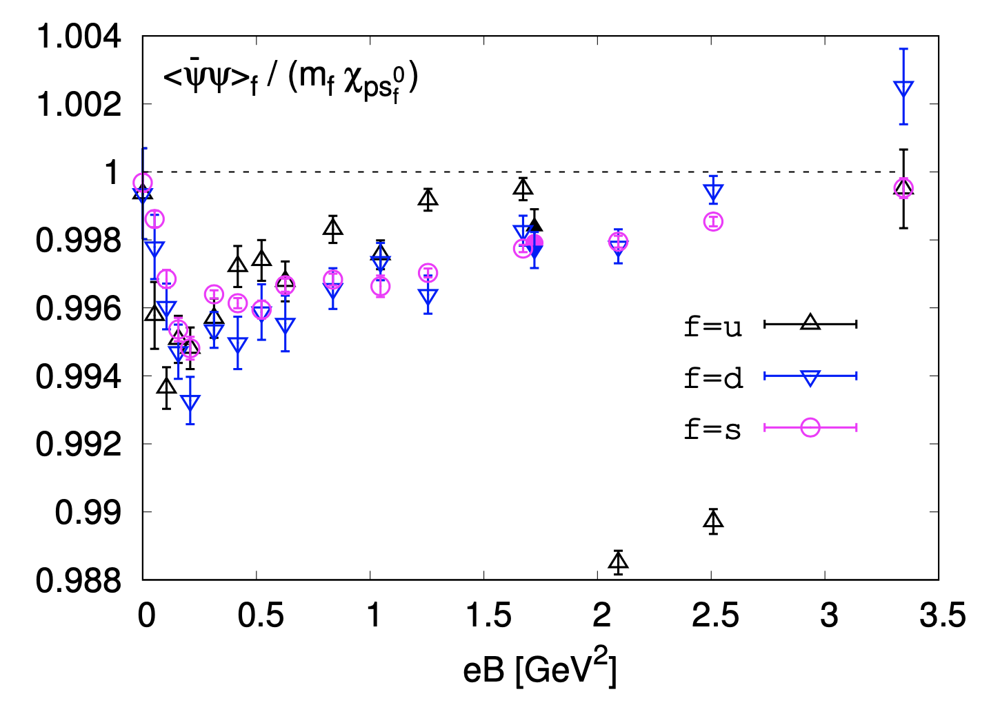 1.004
1.002
1
0.998
0.996
0.994
0.992
0.99
0.988
<ψ̄ψ>f / (mf χps⁰f)
f=u
f=d
f=s
0 0.5 1 1.5 2 2.5 3 3.5
eB [GeV²]